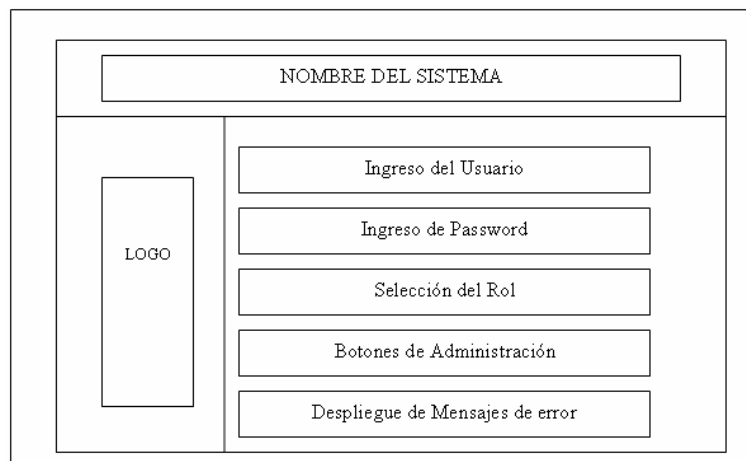 NOMBRE DEL SISTEMA
LOGO
Ingreso del Usuario
Ingreso de Password
Selección del Rol
Botones de Administración
Despliegue de Mensajes de error